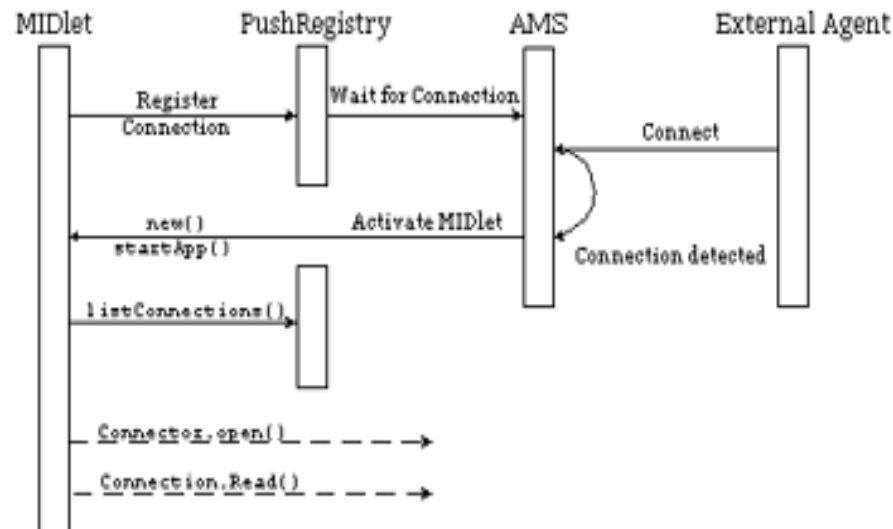 MIDlet PushRegistry AMS External Agent
Register
Connection
Wait for Connection
Connect
new()
startApp()
Activate MIDlet
Connection detected
listConnections()
Connector.open()
Connection.Read()